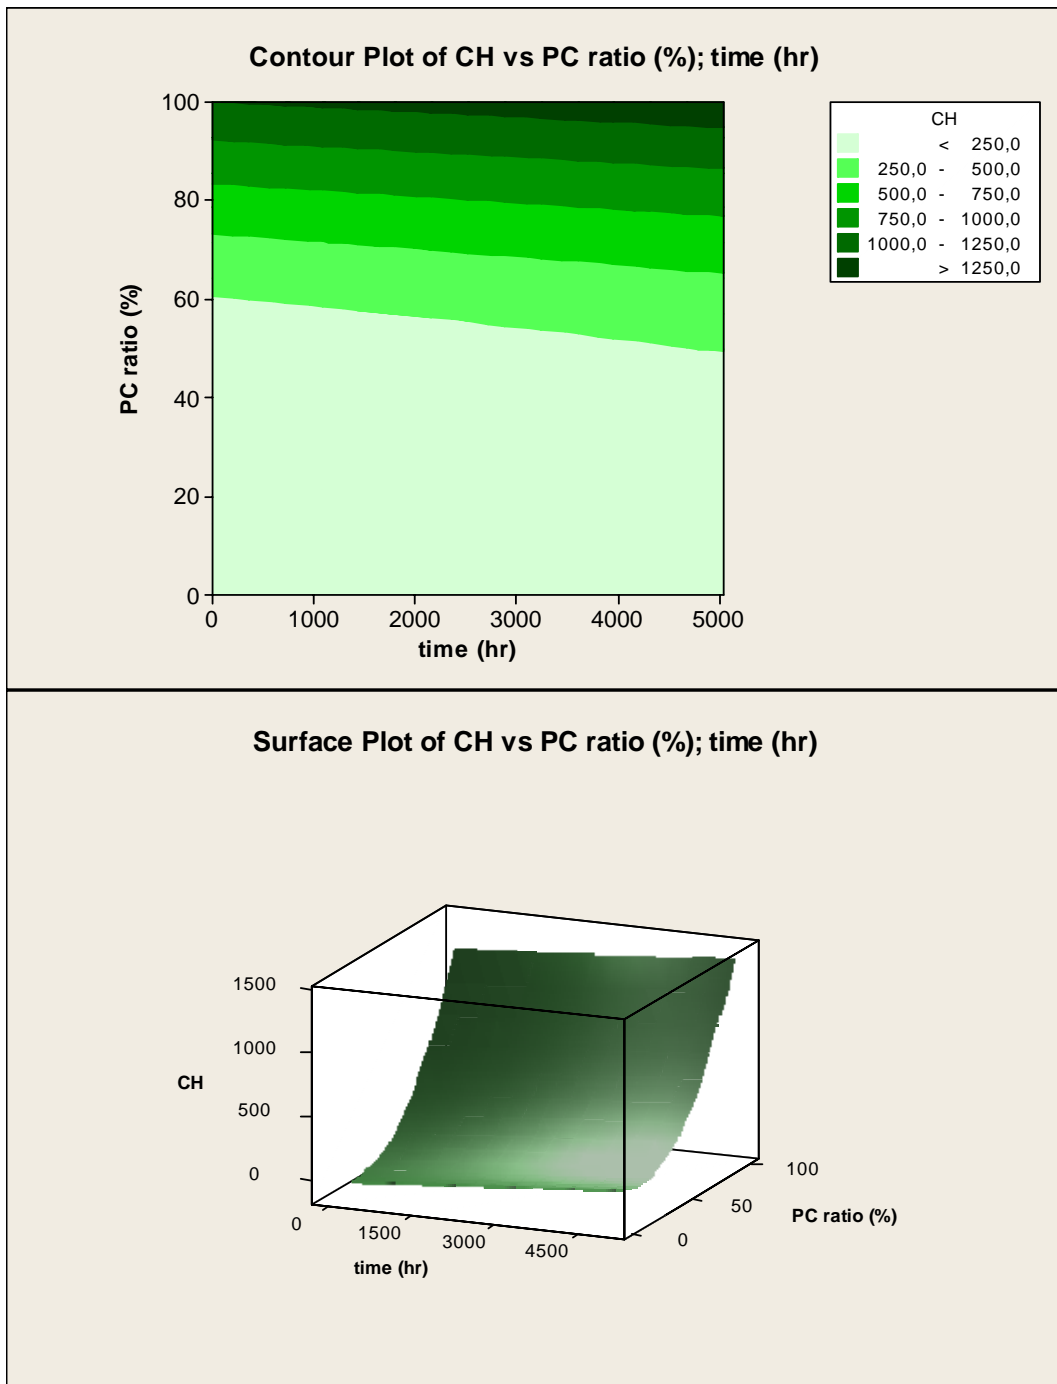 Contour Plot of CH vs PC ratio (%); time (hr)
100
80
60
40
20
0
PC ratio (%)
0 1000 2000 3000 4000 5000
time (hr)
CH
< 250,0
250,0 - 500,0
500,0 - 750,0
750,0 - 1000,0
1000,0 - 1250,0
> 1250,0
Surface Plot of CH vs PC ratio (%); time (hr)
1500
1000
500
0
CH
0 1500 3000 4500
time (hr)
0 50 100
PC ratio (%)